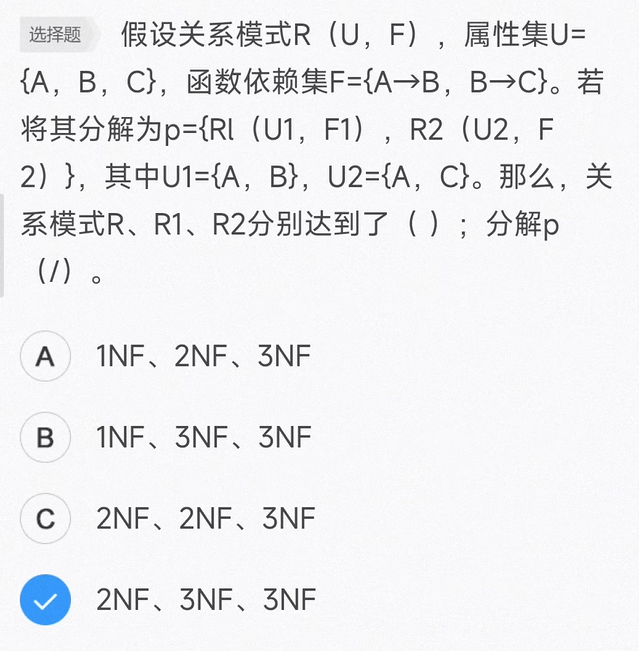 选择题 假设关系模式R（U，F），属性集U=
{A，B，C}，函数依赖集F={A→B，B→C}。若
将其分解为p={Rl（U1，F1），R2（U2，F
2）}，其中U1={A，B}，U2={A，C}。那么，关
系模式R、R1、R2分别达到了（ ）；分解p
（/）。
A 1NF、2NF、3NF
B 1NF、3NF、3NF
C 2NF、2NF、3NF
2NF、3NF、3NF